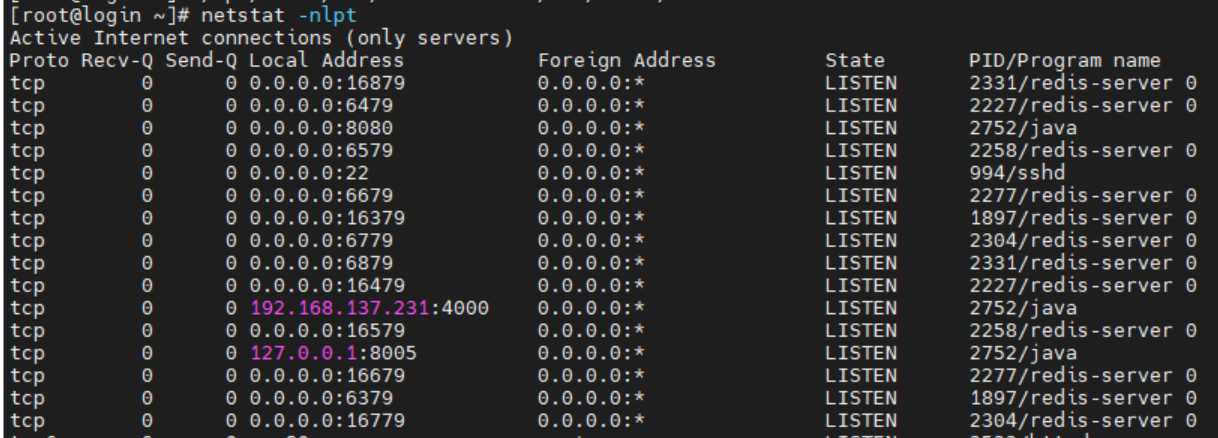 [root@login ~]# netstat -nlpt
Active Internet connections (only servers)
Proto Recv-Q Send-Q Local Address Foreign Address State PID/Program name
tcp 0 0 0.0.0.0:16879 0.0.0.0:* LISTEN 2331/redis-server 0
tcp 0 0 0.0.0.0:6479 0.0.0.0:* LISTEN 2227/redis-server 0
tcp 0 0 0.0.0.0:8080 0.0.0.0:* LISTEN 2752/java
tcp 0 0 0.0.0.0:6579 0.0.0.0:* LISTEN 2258/redis-server 0
tcp 0 0 0.0.0.0:22 0.0.0.0:* LISTEN 994/sshd
tcp 0 0 0.0.0.0:6679 0.0.0.0:* LISTEN 2277/redis-server 0
tcp 0 0 0.0.0.0:16379 0.0.0.0:* LISTEN 1897/redis-server 0
tcp 0 0 0.0.0.0:6779 0.0.0.0:* LISTEN 2304/redis-server 0
tcp 0 0 0.0.0.0:6879 0.0.0.0:* LISTEN 2331/redis-server 0
tcp 0 0 0.0.0.0:16479 0.0.0.0:* LISTEN 2227/redis-server 0
tcp 0 0 192.168.137.231:4000 0.0.0.0:* LISTEN 2752/java
tcp 0 0 0.0.0.0:16579 0.0.0.0:* LISTEN 2258/redis-server 0
tcp 0 0 127.0.0.1:8005 0.0.0.0:* LISTEN 2752/java
tcp 0 0 0.0.0.0:16679 0.0.0.0:* LISTEN 2277/redis-server 0
tcp 0 0 0.0.0.0:6379 0.0.0.0:* LISTEN 1897/redis-server 0
tcp 0 0 0.0.0.0:16779 0.0.0.0:* LISTEN 2304/redis-server 0